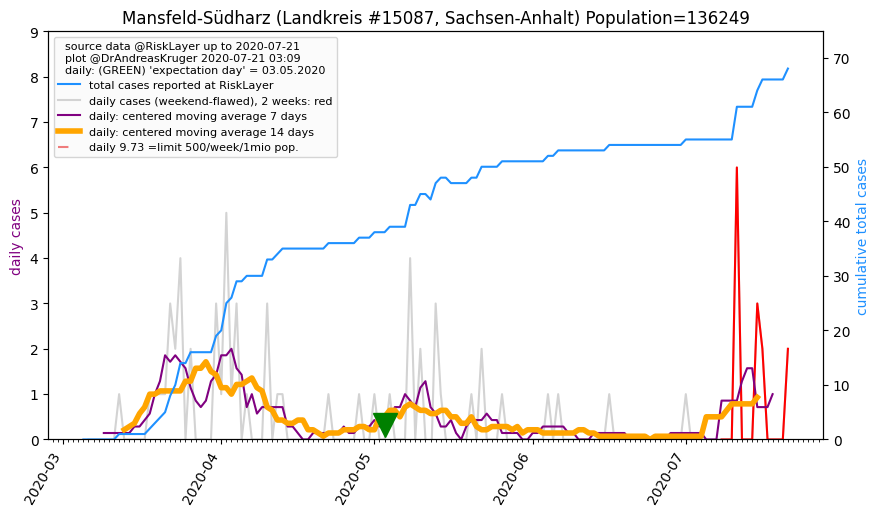 Mansfeld-Südharz (Landkreis #15087, Sachsen-Anhalt) Population=136249
source data @RiskLayer up to 2020-07-21
plot @DrAndreasKruger 2020-07-21 03:09
daily: (GREEN) 'expectation day' = 03.05.2020
total cases reported at RiskLayer
daily cases (weekend-flawed), 2 weeks: red
daily: centered moving average 7 days
daily: centered moving average 14 days
daily 9.73 =limit 500/week/1mio pop.
daily cases
9
8
7
6
5
4
3
2
1
0
cumulative total cases
70
60
50
40
30
20
10
0
2020-03
2020-04
2020-05
2020-06
2020-07